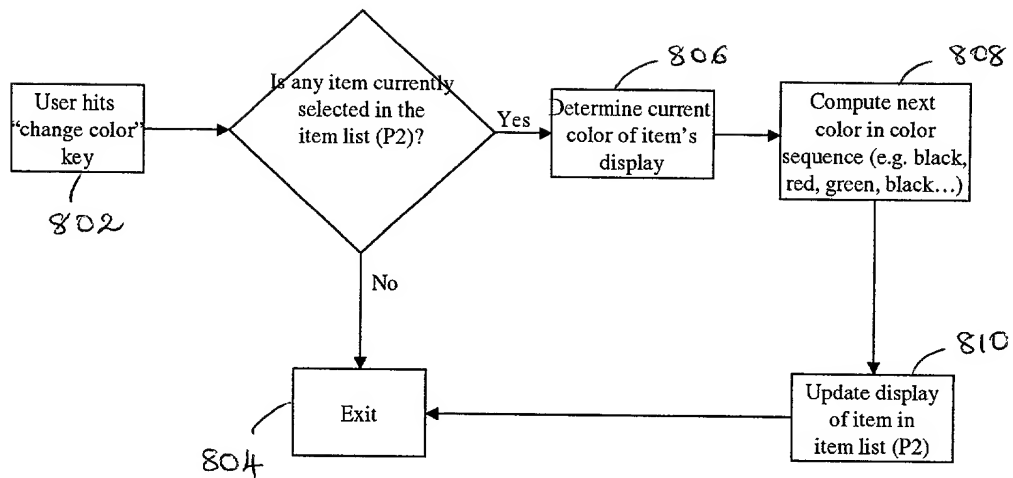 User hits
“change color”
key
802
Is any item currently
selected in the
item list (P2)?
Yes
No
Determine current
color of item’s
display
806
Compute next
color in color
sequence (e.g. black,
red, green, black…)
808
Update display
of item in
item list (P2)
810
Exit
804